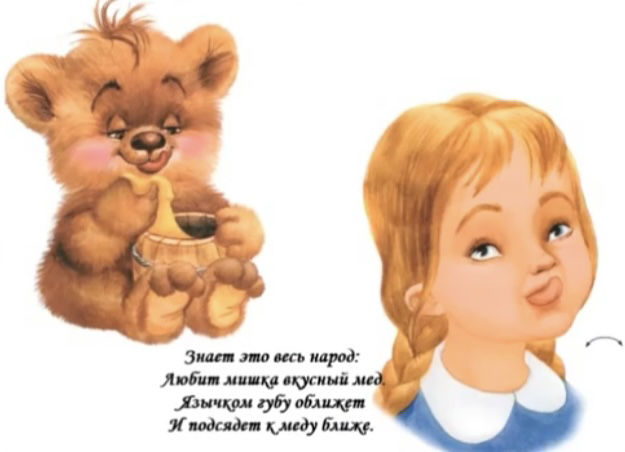 Знает это весь народ:
Любит мишка вкусный мед.
Язычком губу оближет
И подсядет к меду ближе.